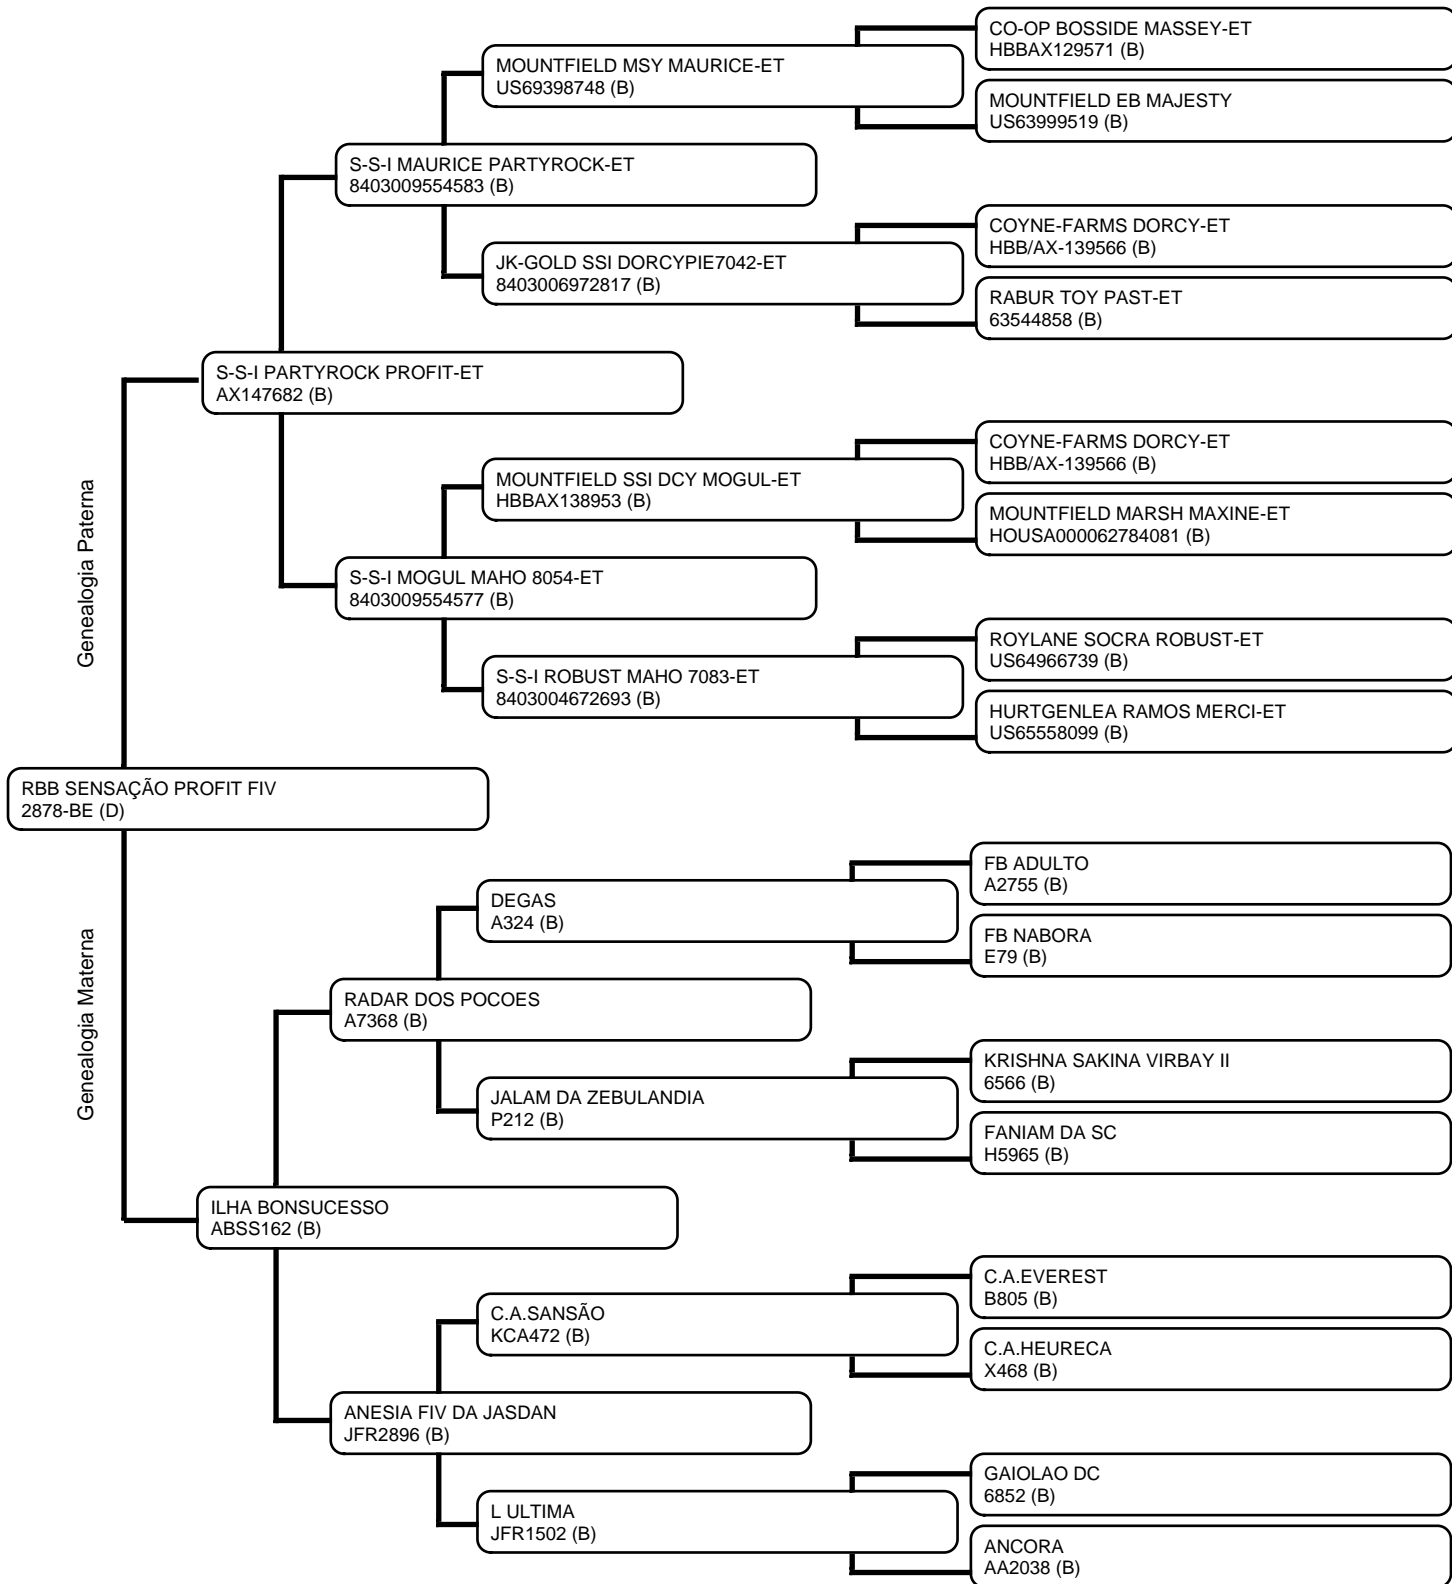 CO-OP BOSSIDE MASSEY-ET
HBBAX129571 (B)
MOUNTFIELD MSY MAURICE-ET
US69398748 (B)
MOUNTFIELD EB MAJESTY
US63999519 (B)
S-S-I MAURICE PARTYROCK-ET
8403009554583 (B)
COYNE-FARMS DORCY-ET
HBB/AX-139566 (B)
JK-GOLD SSI DORCYPIE7042-ET
8403006972817 (B)
RABUR TOY PAST-ET
63544858 (B)
S-S-I PARTYROCK PROFIT-ET
AX147682 (B)
COYNE-FARMS DORCY-ET
HBB/AX-139566 (B)
MOUNTFIELD SSI DCY MOGUL-ET
HBBAX138953 (B)
MOUNTFIELD MARSH MAXINE-ET
HOUSA000062784081 (B)
Genealogia Paterna
S-S-I MOGUL MAHO 8054-ET
8403009554577 (B)
ROYLANE SOCRA ROBUST-ET
US64966739 (B)
S-S-I ROBUST MAHO 7083-ET
8403004672693 (B)
HURTGENLEA RAMOS MERCI-ET
US65558099 (B)
RBB SENSAÇÃO PROFIT FIV
2878-BE (D)
FB ADULTO
A2755 (B)
DEGAS
A324 (B)
FB NABORA
E79 (B)
Genealogia Materna
RADAR DOS POCOES
A7368 (B)
KRISHNA SAKINA VIRBAY II
6566 (B)
JALAM DA ZEBULANDIA
P212 (B)
FANIAM DA SC
H5965 (B)
ILHA BONSUCESSO
ABSS162 (B)
C.A.EVEREST
B805 (B)
C.A.SANSÃO
KCA472 (B)
C.A.HEURECA
X468 (B)
ANESIA FIV DA JASDAN
JFR2896 (B)
GAIOLAO DC
6852 (B)
L ULTIMA
JFR1502 (B)
ANCORA
AA2038 (B)